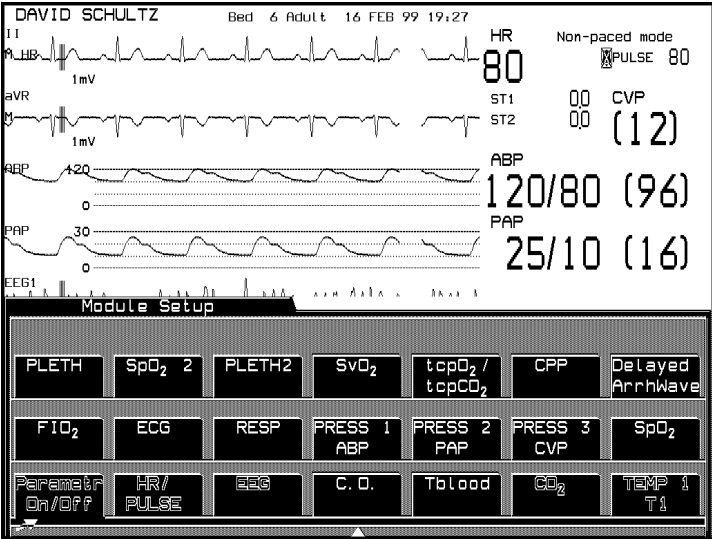 DAVID SCHULTZ Bed 6 Adult 16 FEB 99 19:27
II
M HR
1mV
HR
80
Non-paced mode
PULSE 80
aVR
M
1mV
ST1 0.0
ST2 0.0
CVP
(12)
ABP
120
0
ABP
120/80 (96)
PAP
30
0
PAP
25/10 (16)
EEG1
Module Setup
PLETH
SpO₂ 2
PLETH2
SvO₂
tcpO₂/
tcpCO₂
CPP
Delayed
ArrhWave
FIO₂
ECG
RESP
PRESS 1
ABP
PRESS 2
PAP
PRESS 3
CVP
SpO₂
Parametr
On/Off
HR/
PULSE
EEG
C.O.
Tblood
CO₂
TEMP 1
T1